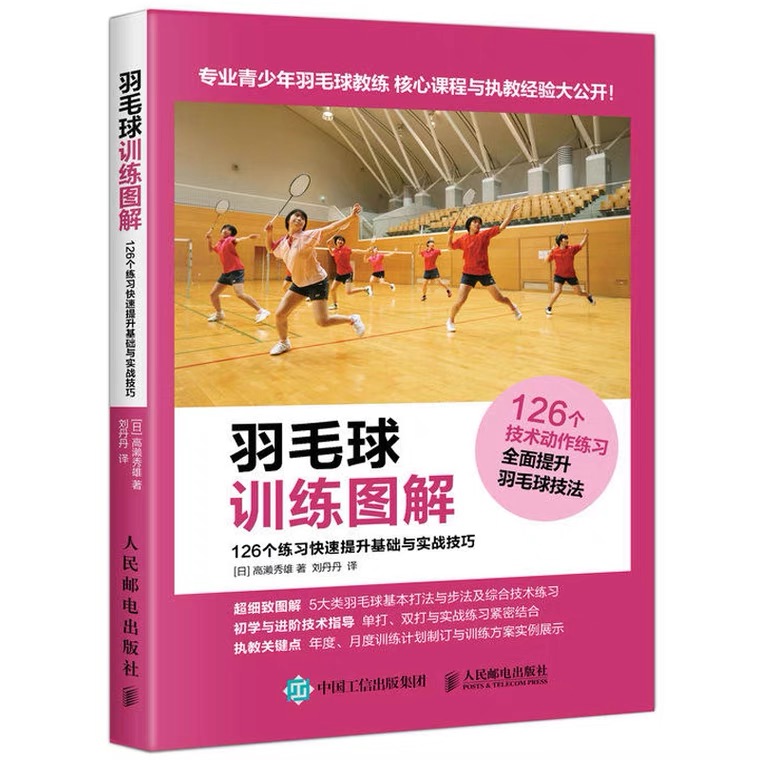 专业青少年羽毛球教练 核心课程与执教经验大公开！
126个
技术动作练习
全面提升
羽毛球技法
羽毛球
训练图解
126个练习快速提升基础与实战技巧
[日]高濑秀雄 著 刘丹丹 译
超细致图解 5大类羽毛球基本打法与步法及综合技术练习
初学与进阶技术指导 单打、双打与实战练习紧密结合
执教关键点 年度、月度训练计划制订与训练方案实例展示
中国工信出版集团
人民邮电出版社
POSTS & TELECOM PRESS
羽毛球训练图解
126个练习快速提升基础与实战技巧
[日]高濑秀雄 著
刘丹丹 译
人民邮电出版社